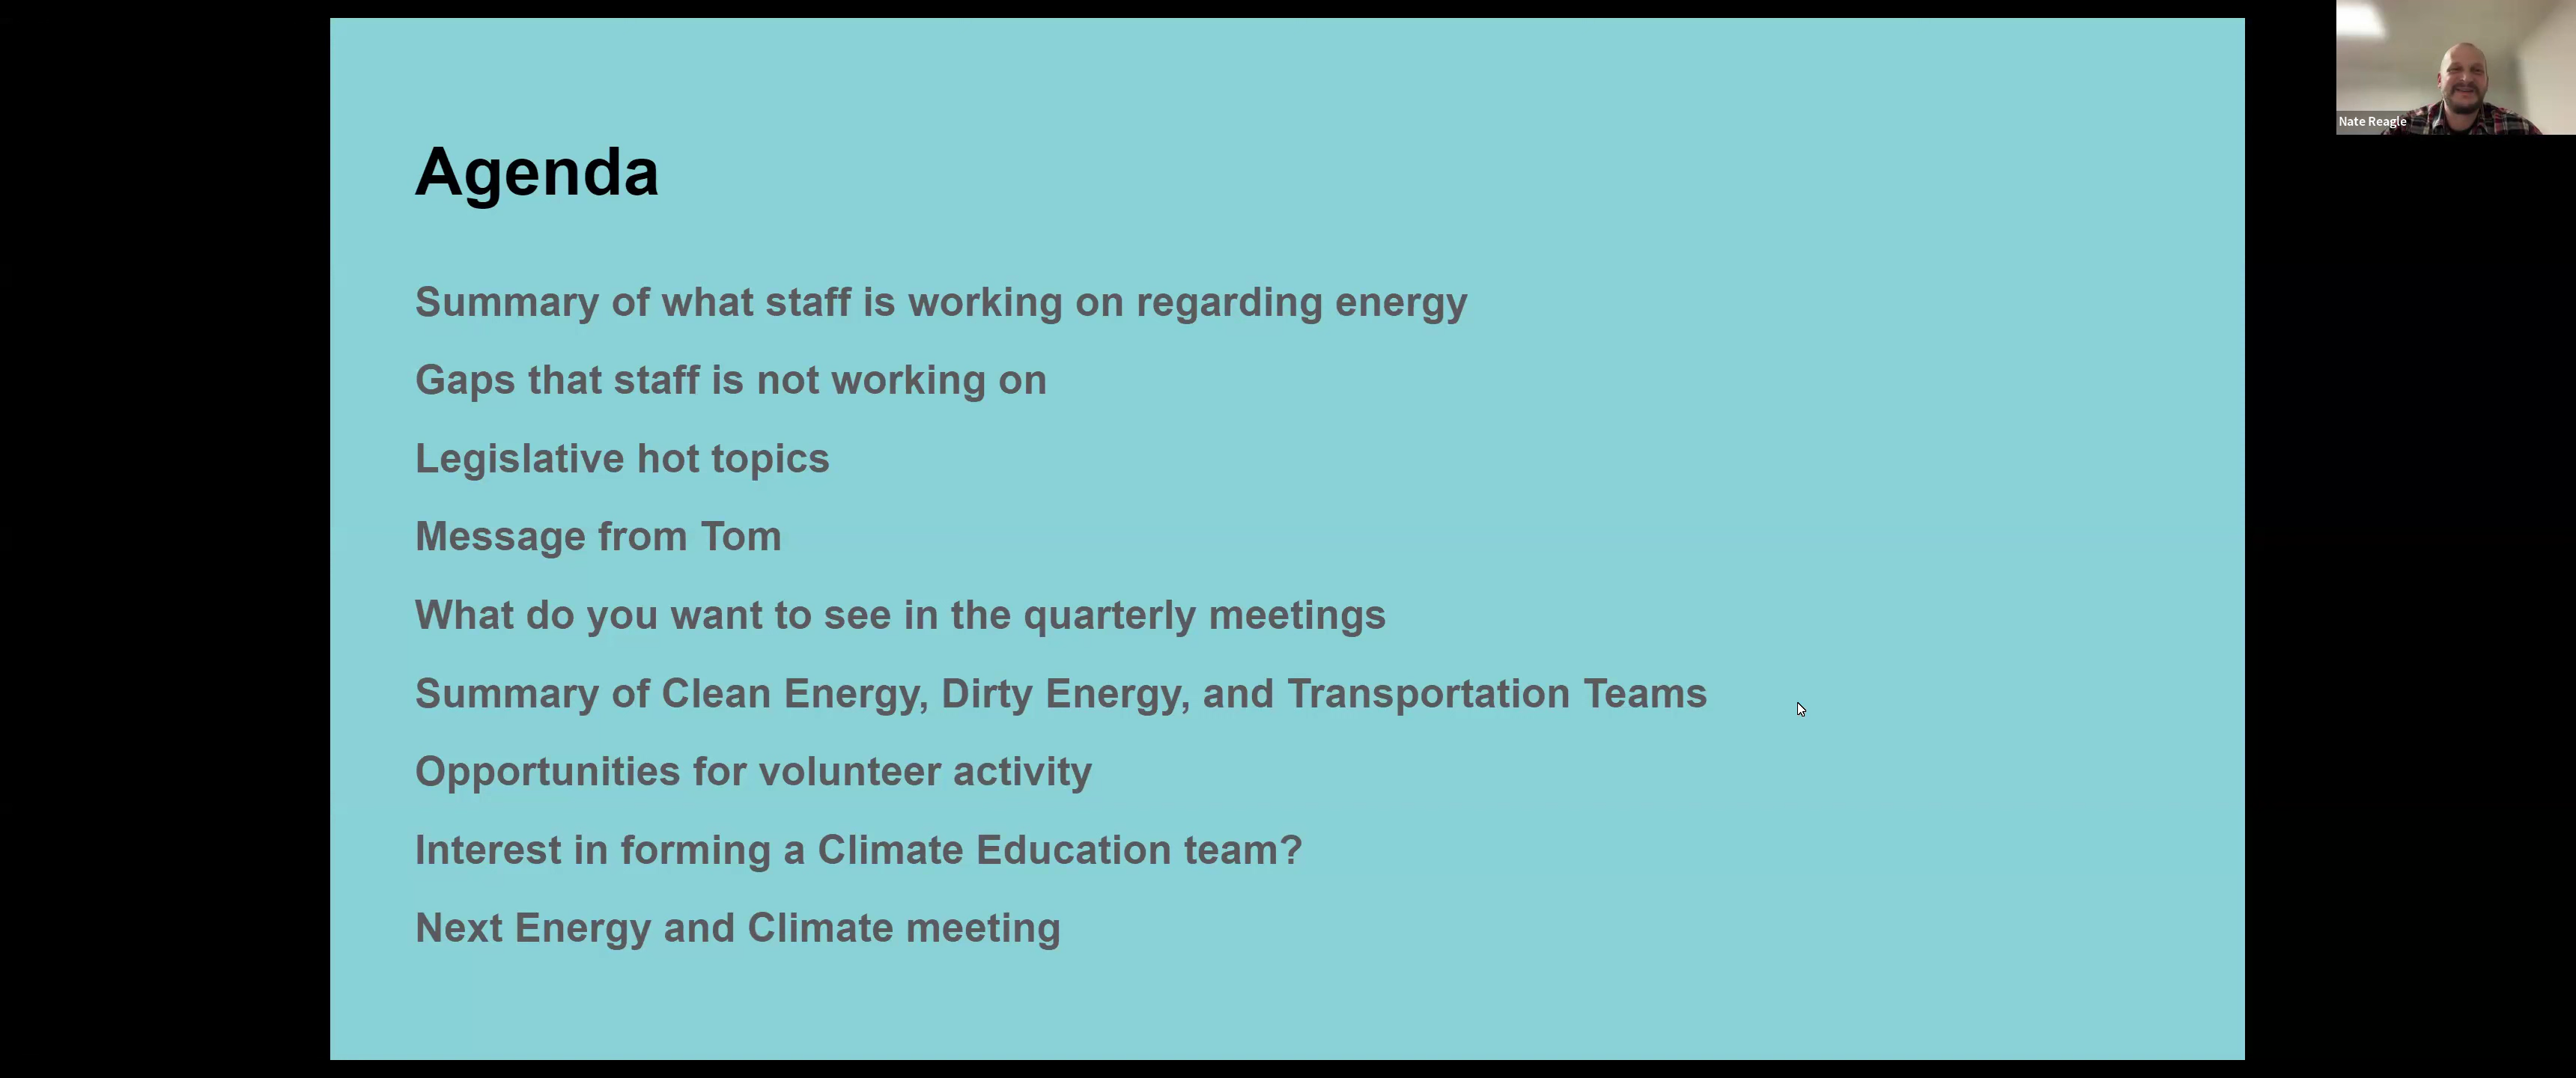 Agenda
Summary of what staff is working on regarding energy
Gaps that staff is not working on
Legislative hot topics
Message from Tom
What do you want to see in the quarterly meetings
Summary of Clean Energy, Dirty Energy, and Transportation Teams
Opportunities for volunteer activity
Interest in forming a Climate Education team?
Next Energy and Climate meeting
Nate Reagle